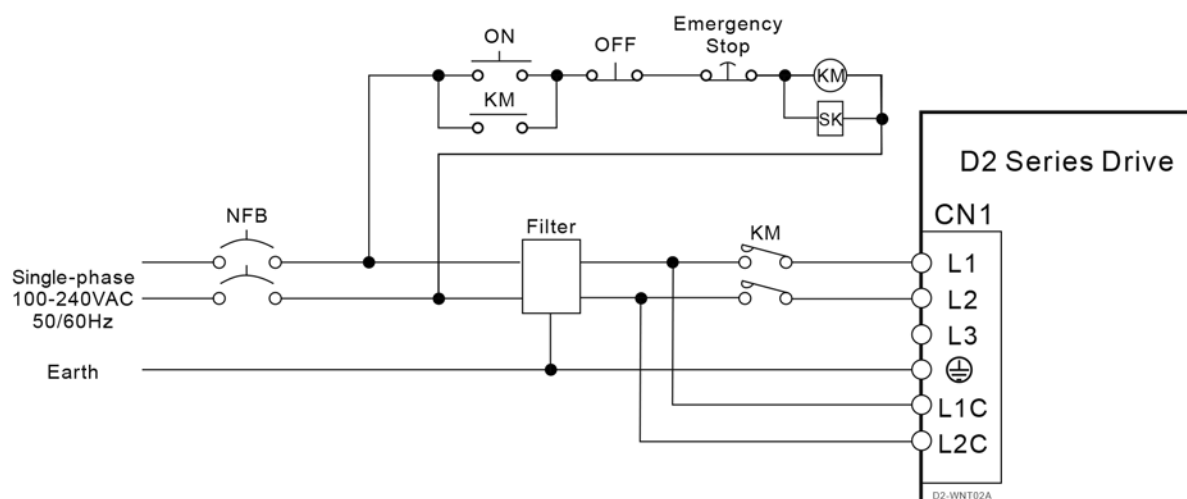 Emergency
Stop
ON
OFF
KM
KM
SK
D2 Series Drive
CN1
NFB
Filter
KM
Single-phase
100-240VAC
50/60Hz
L1
L2
L3
Earth
L1C
L2C
D2-WNT02A